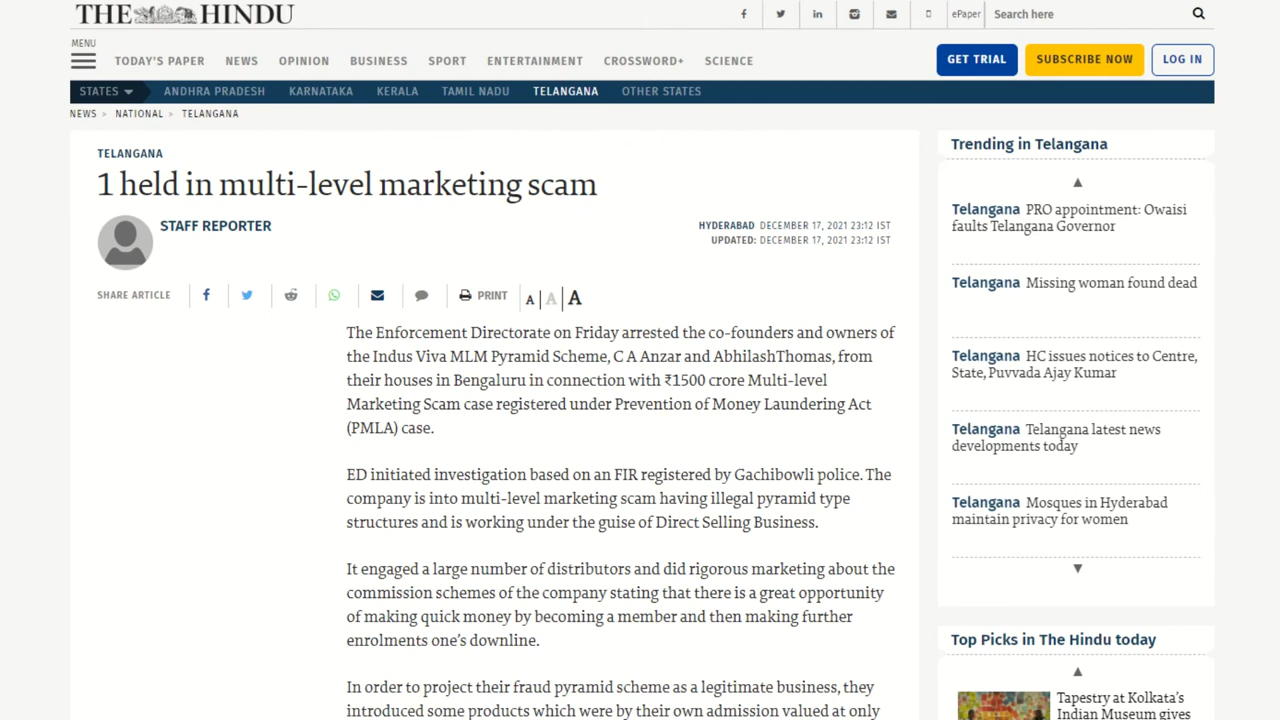 THE HINDU
ePaper
Search here
MENU
TODAY'S PAPER NEWS OPINION BUSINESS SPORT ENTERTAINMENT CROSSWORD+ SCIENCE
GET TRIAL
SUBSCRIBE NOW
LOG IN
STATES ANDHRA PRADESH KARNATAKA KERALA TAMIL NADU TELANGANA OTHER STATES
NEWS > NATIONAL > TELANGANA
TELANGANA
1 held in multi-level marketing scam
STAFF REPORTER
HYDERABAD DECEMBER 17, 2021 23:12 IST
UPDATED: DECEMBER 17, 2021 23:12 IST
SHARE ARTICLE
PRINT
A | A | A
The Enforcement Directorate on Friday arrested the co-founders and owners of
the Indus Viva MLM Pyramid Scheme, C A Anzar and AbhilashThomas, from
their houses in Bengaluru in connection with ₹1500 crore Multi-level
Marketing Scam case registered under Prevention of Money Laundering Act
(PMLA) case.
ED initiated investigation based on an FIR registered by Gachibowli police. The
company is into multi-level marketing scam having illegal pyramid type
structures and is working under the guise of Direct Selling Business.
It engaged a large number of distributors and did rigorous marketing about the
commission schemes of the company stating that there is a great opportunity
of making quick money by becoming a member and then making further
enrolments one's downline.
In order to project their fraud pyramid scheme as a legitimate business, they
introduced some products which were by their own admission valued at only
Trending in Telangana
Telangana PRO appointment: Owaisi
faults Telangana Governor
Telangana Missing woman found dead
Telangana HC issues notices to Centre,
State, Puvvada Ajay Kumar
Telangana Telangana latest news
developments today
Telangana Mosques in Hyderabad
maintain privacy for women
Top Picks in The Hindu today
Tapestry at Kolkata's
Indian Museum gives